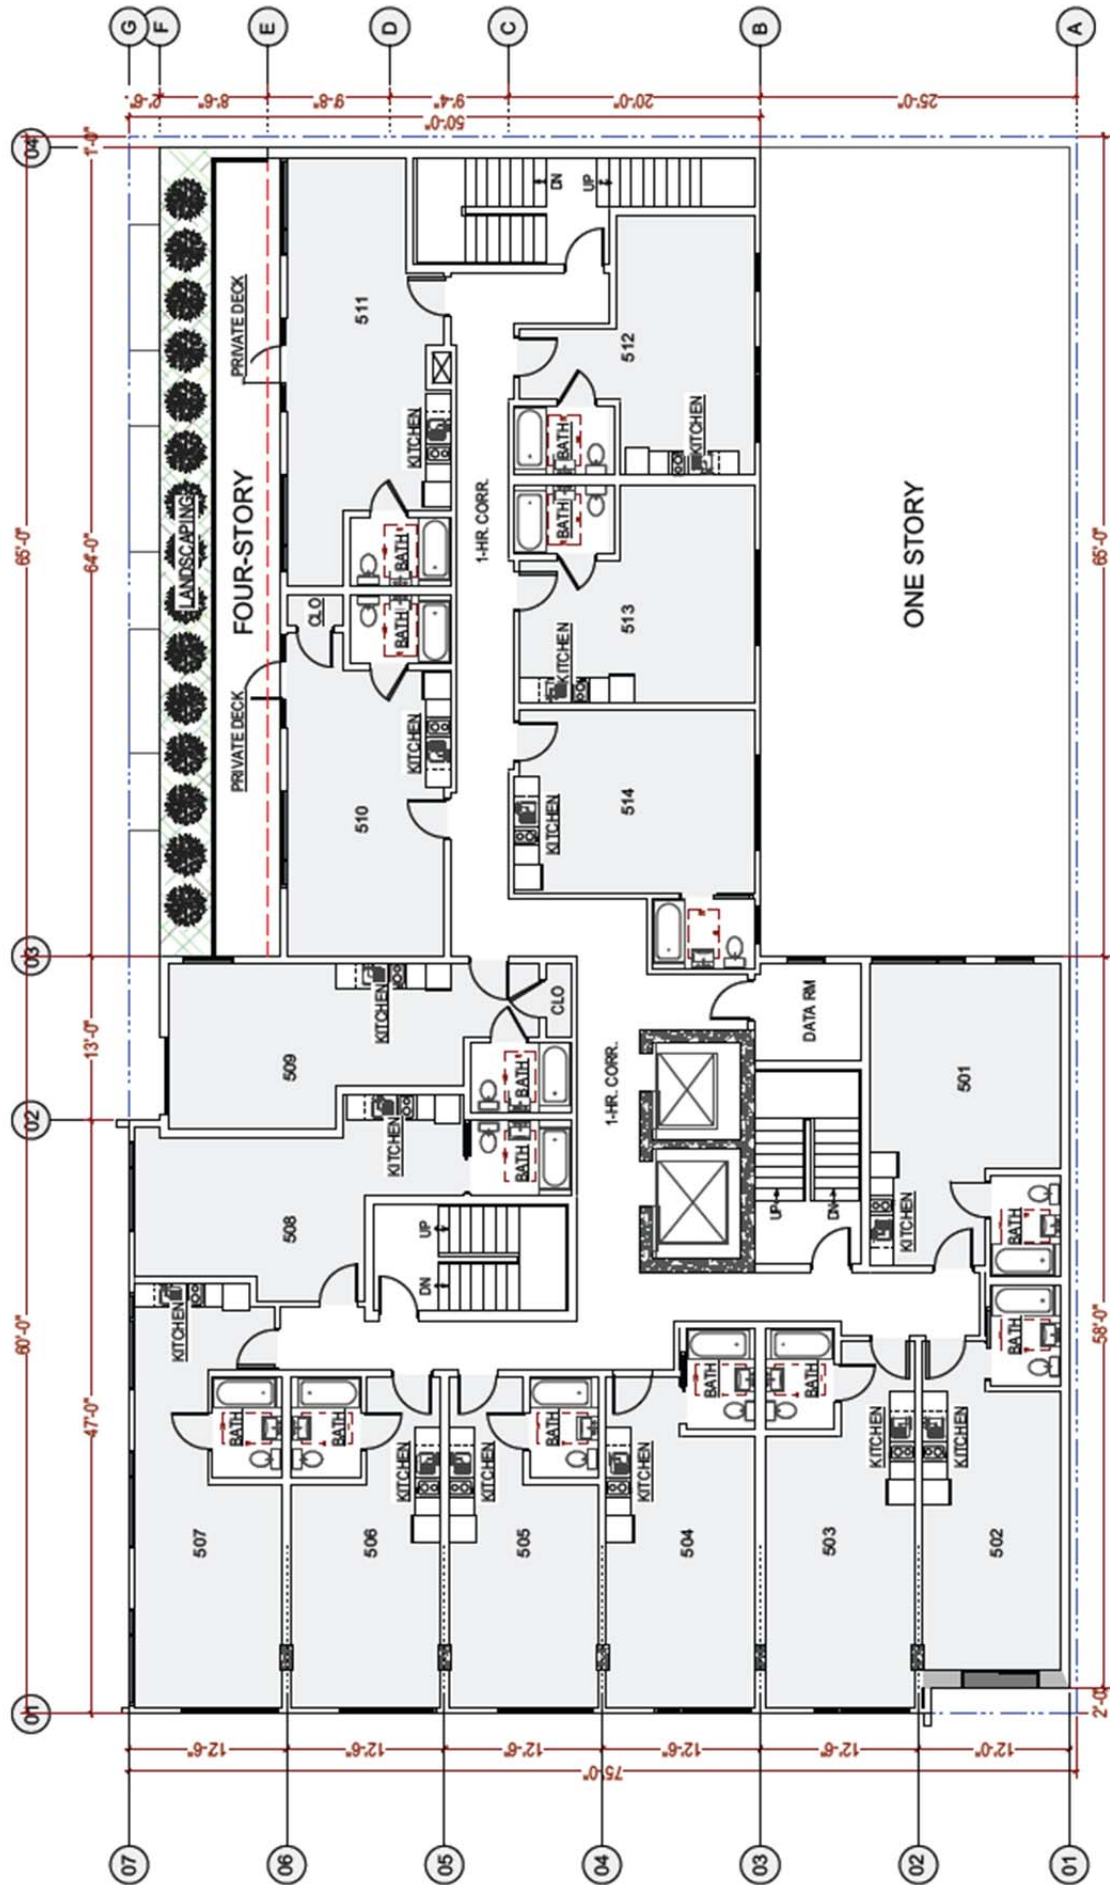 G
F
E
D
C
B
A
2'-6"
8'-6"
9'-8"
9'-4"
20'-0"
25'-0"
50'-0"
04
1'-0"
65'-0"
64'-0"
65'-0"
LANDSCAPING
PRIVATE DECK
FOUR-STORY
PRIVATE DECK
511
KITCHEN
BATH
CLO
BATH
KITCHEN
510
DN
UP
512
KITCHEN
BATH
BATH
1-HR. CORR.
513
KITCHEN
514
KITCHEN
ONE STORY
03
13'-0"
509
KITCHEN
CLO
BATH
BATH
KITCHEN
508
1-HR. CORR.
DATA RM
501
KITCHEN
BATH
BATH
UP
DN
UP
DN
02
60'-0"
47'-0"
58'-0"
KITCHEN
BATH
BATH
KITCHEN
KITCHEN
BATH
KITCHEN
BATH
BATH
KITCHEN
KITCHEN
507
506
505
504
503
502
01
2'-0"
12'-6"
12'-6"
12'-6"
12'-6"
12'-6"
12'-0"
75'-0"
07
06
05
04
03
02
01